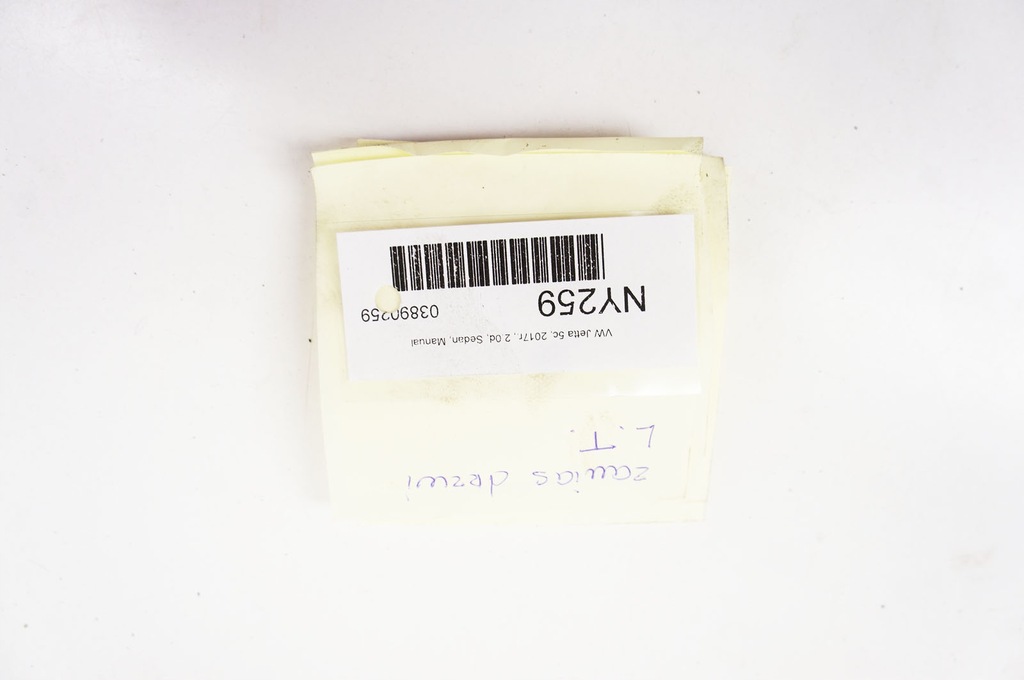 zawias drzwi
L.T.
VW Jetta 5c, 2017r., 2.0d, Sedan, Manual
NY259 03890259